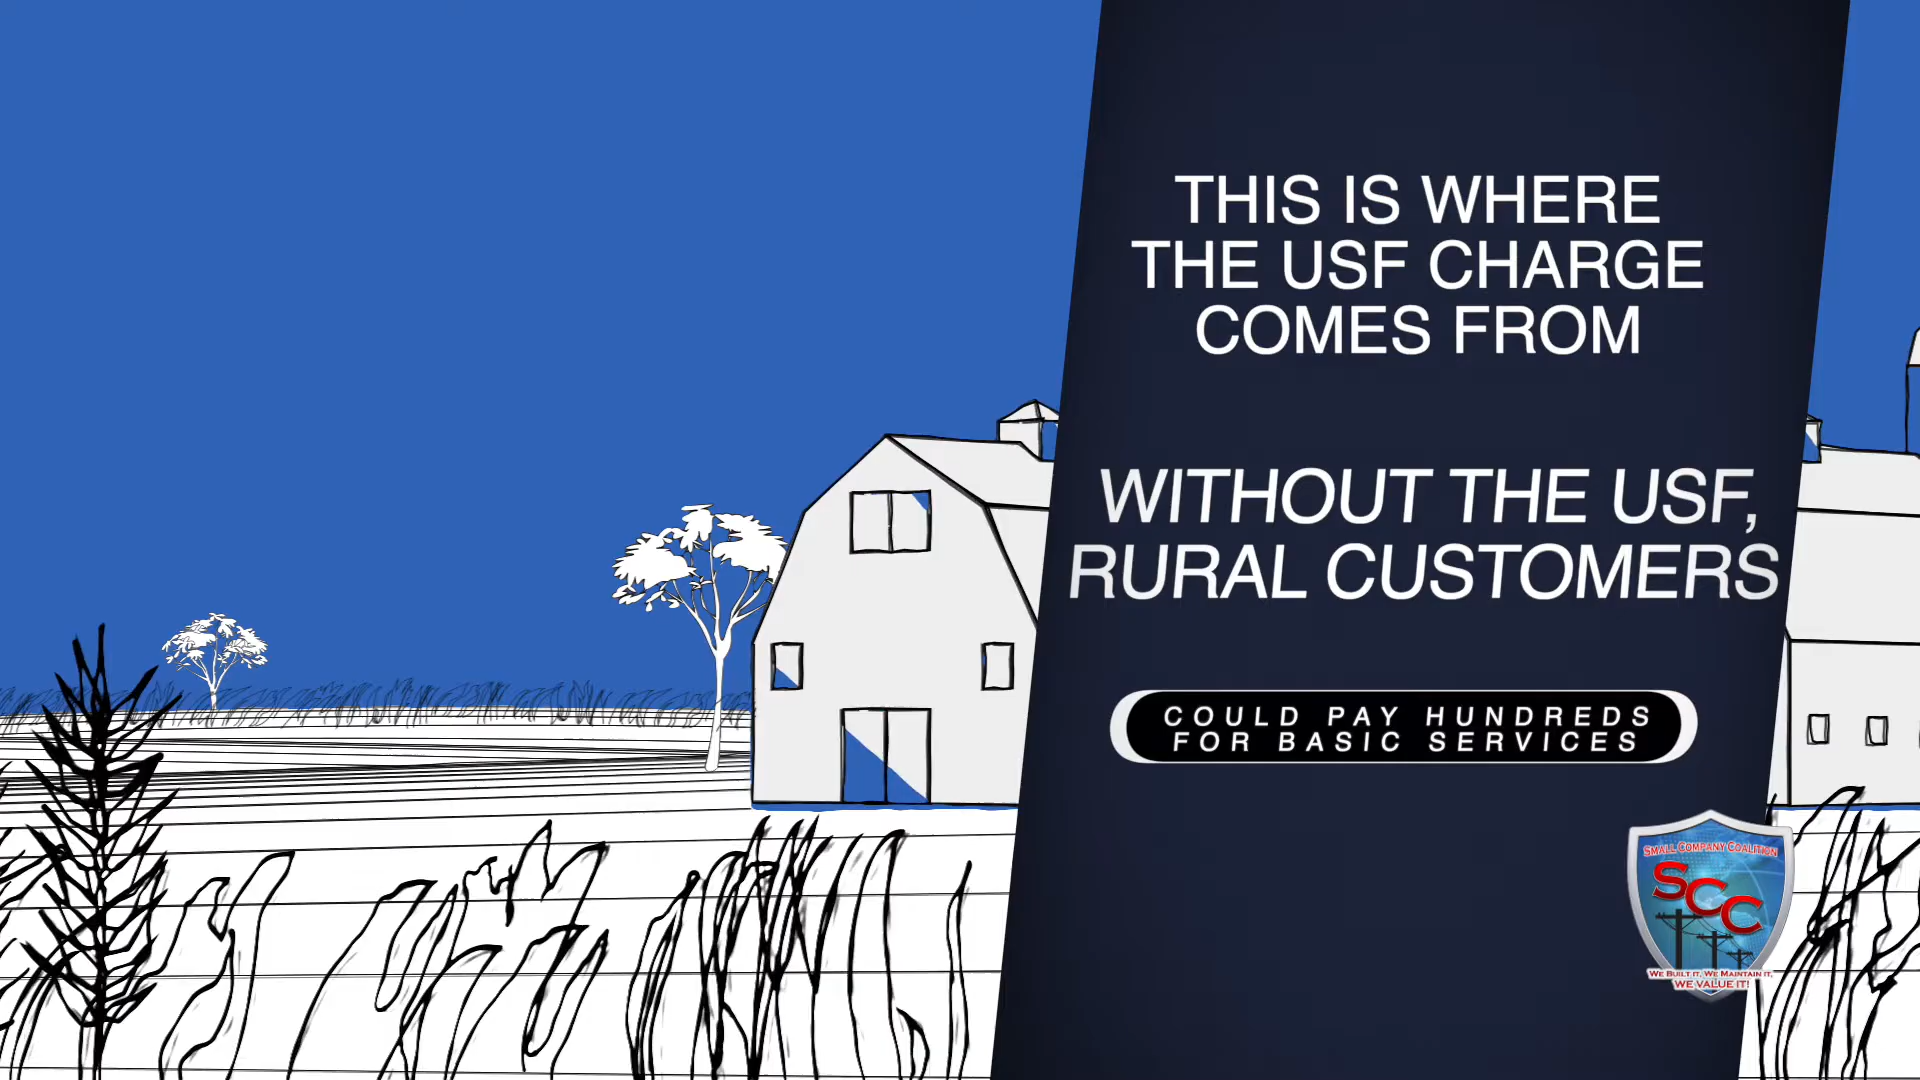 THIS IS WHERE
THE USF CHARGE
COMES FROM
WITHOUT THE USF,
RURAL CUSTOMERS
COULD PAY HUNDREDS
FOR BASIC SERVICES
SMALL COMPANY COALITION
SCC
WE BUILT IT, WE MAINTAIN IT,
WE VALUE IT!